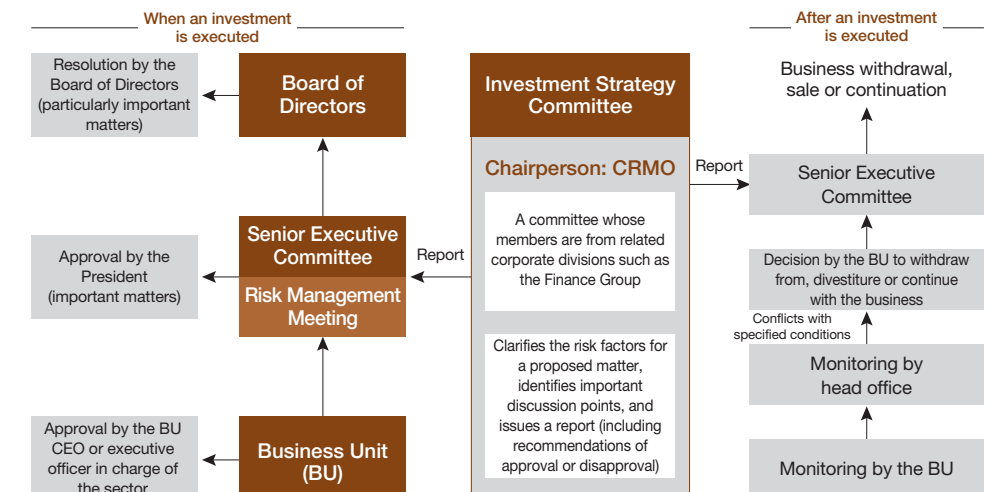 When an investment
is executed
Resolution by the
Board of Directors
(particularly important
matters)
Board of
Directors
Approval by the
President
(important matters)
Senior Executive
Committee
Risk Management
Meeting
Approval by the BU
CEO or executive
officer in charge of
the sector
Business Unit
(BU)
Investment Strategy
Committee
Chairperson: CRMO
A committee whose
members are from related
corporate divisions such as
the Finance Group
Clarifies the risk factors for
a proposed matter,
identifies important
discussion points, and
issues a report (including
recommendations of
approval or disapproval)
Report
Report
After an investment
is executed
Business withdrawal,
sale or continuation
Senior Executive
Committee
Decision by the BU to withdraw
from, divestiture or continue
with the business
Conflicts with
specified conditions
Monitoring by
head office
Monitoring by the BU